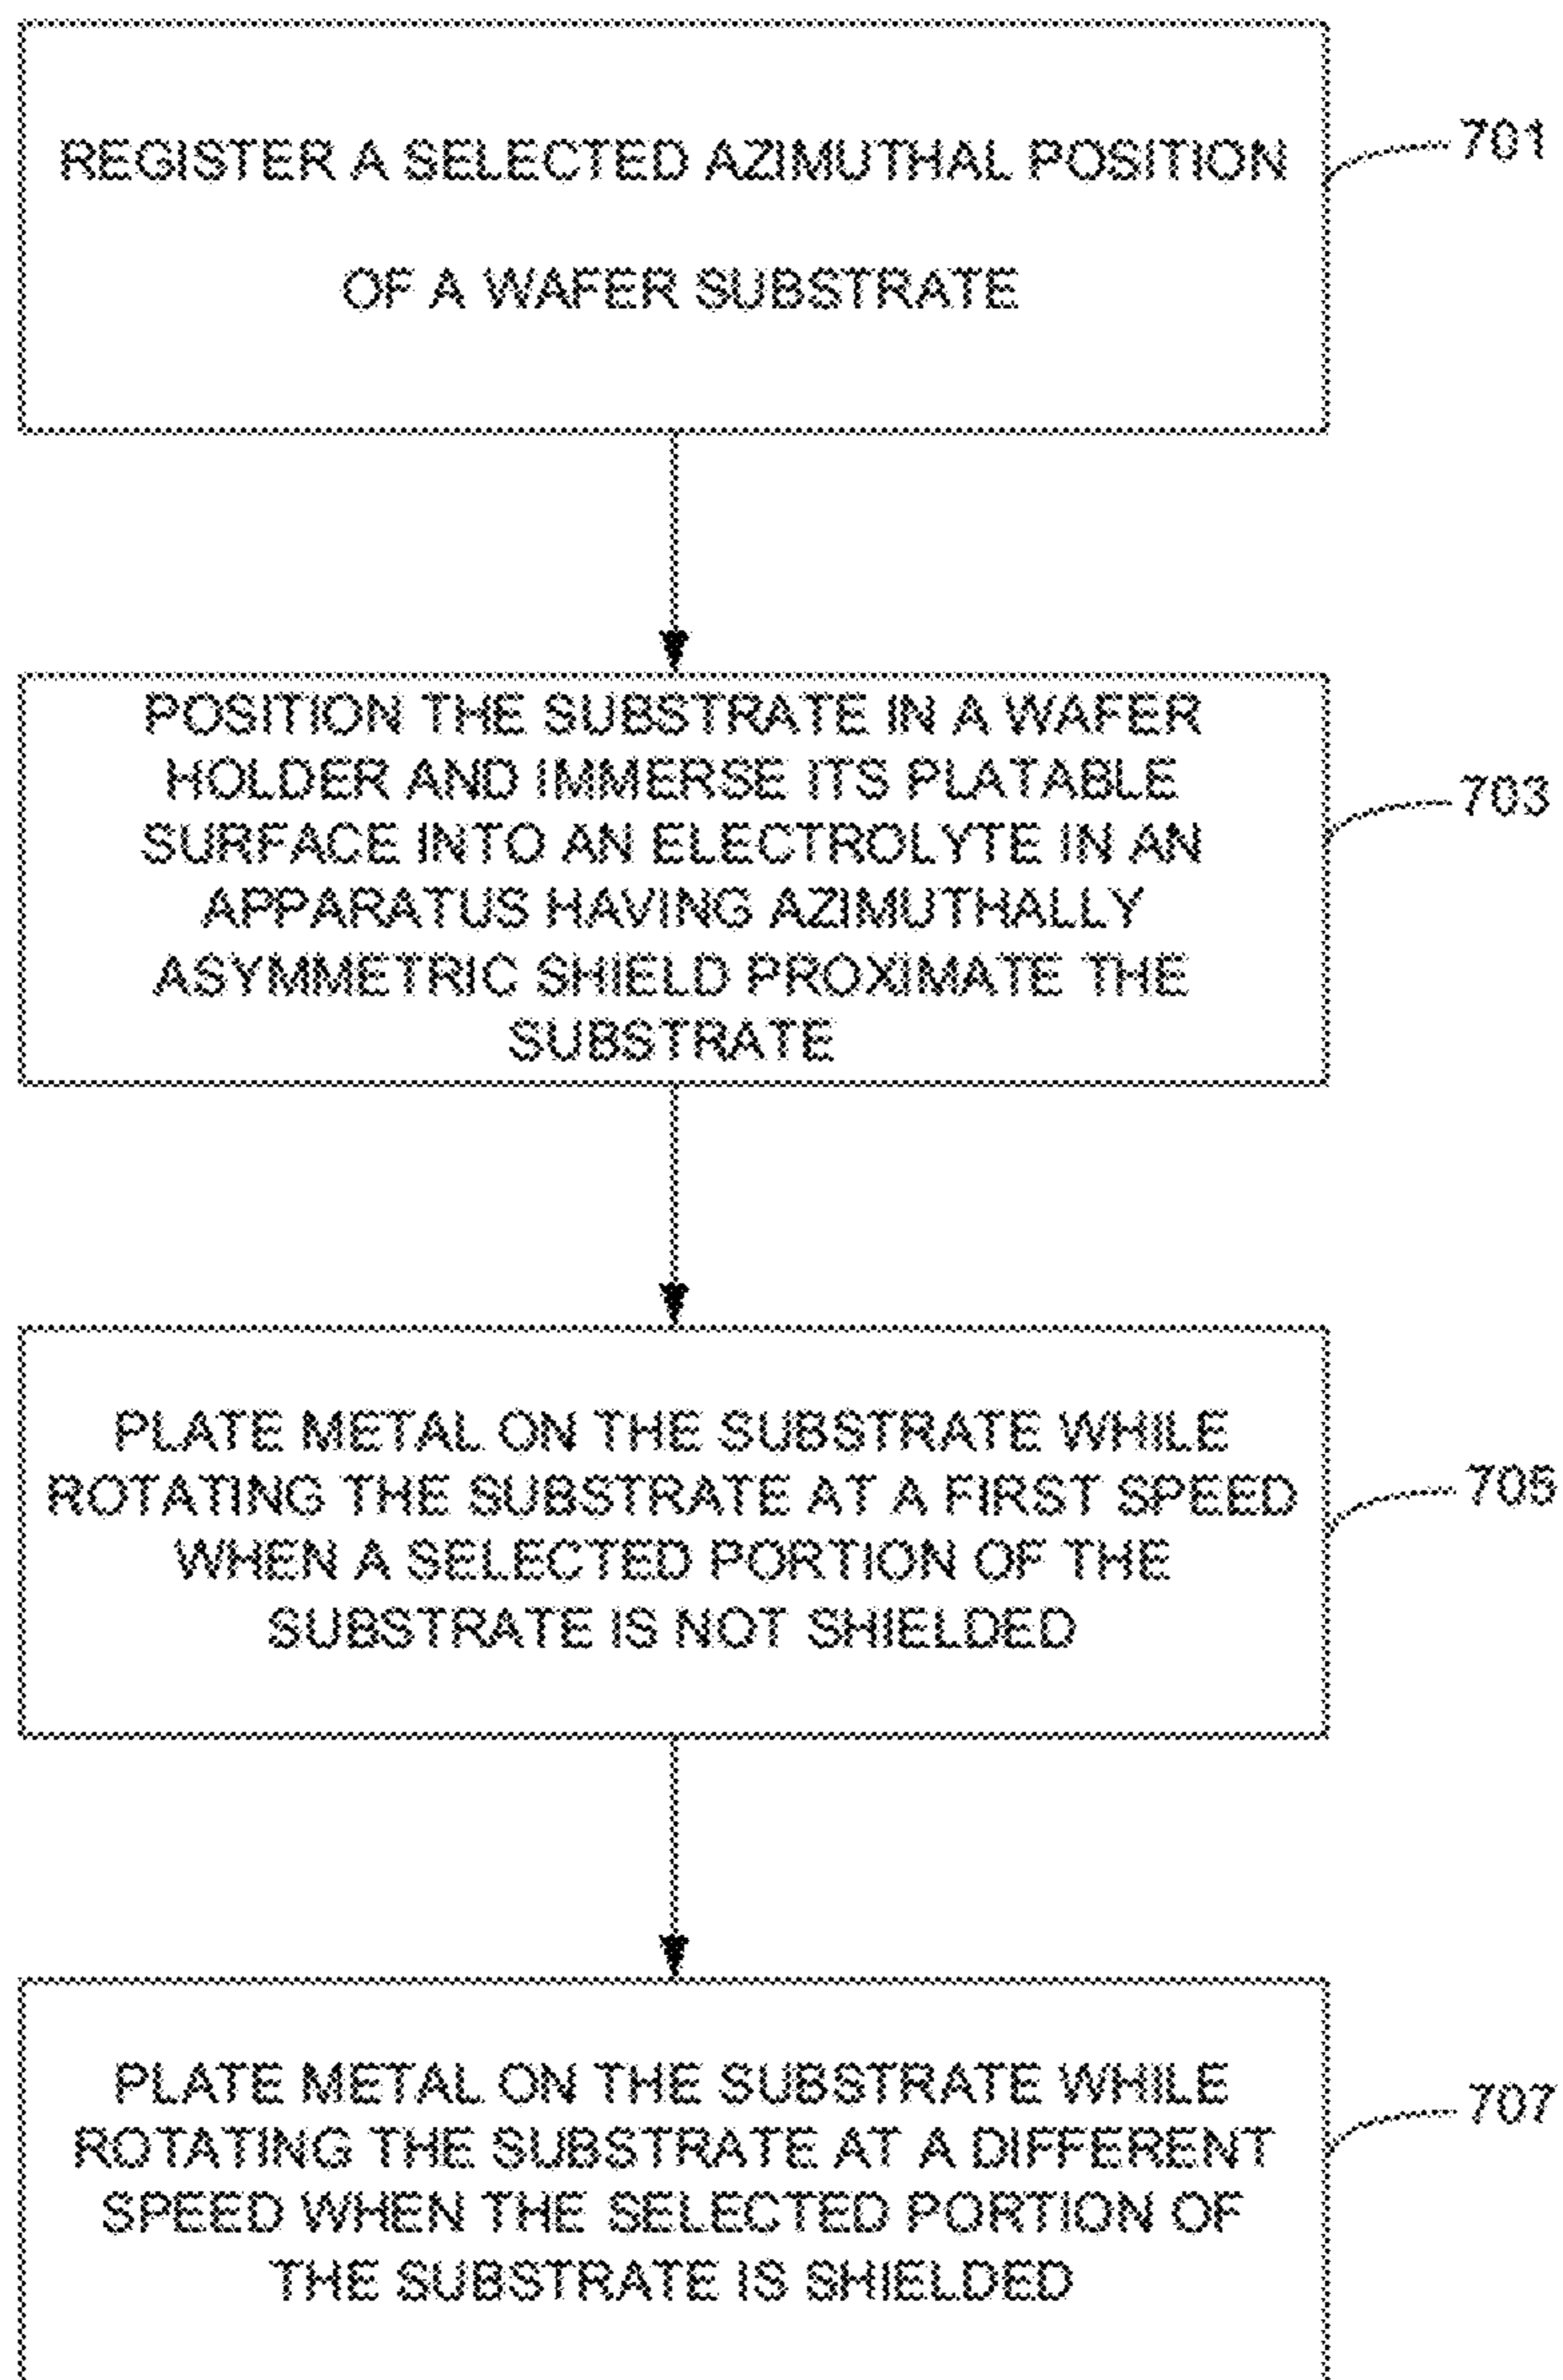 REGISTER A SELECTED AZIMUTHAL POSITION
OF A WAFER SUBSTRATE
701
POSITION THE SUBSTRATE IN A WAFER
HOLDER AND IMMERSE ITS PLATABLE
SURFACE INTO AN ELECTROLYTE IN AN
APPARATUS HAVING AZIMUTHALLY
ASYMMETRIC SHIELD PROXIMATE THE
SUBSTRATE
703
PLATE METAL ON THE SUBSTRATE WHILE
ROTATING THE SUBSTRATE AT A FIRST SPEED
WHEN A SELECTED PORTION OF THE
SUBSTRATE IS NOT SHIELDED
705
PLATE METAL ON THE SUBSTRATE WHILE
ROTATING THE SUBSTRATE AT A DIFFERENT
SPEED WHEN THE SELECTED PORTION OF
THE SUBSTRATE IS SHIELDED
707